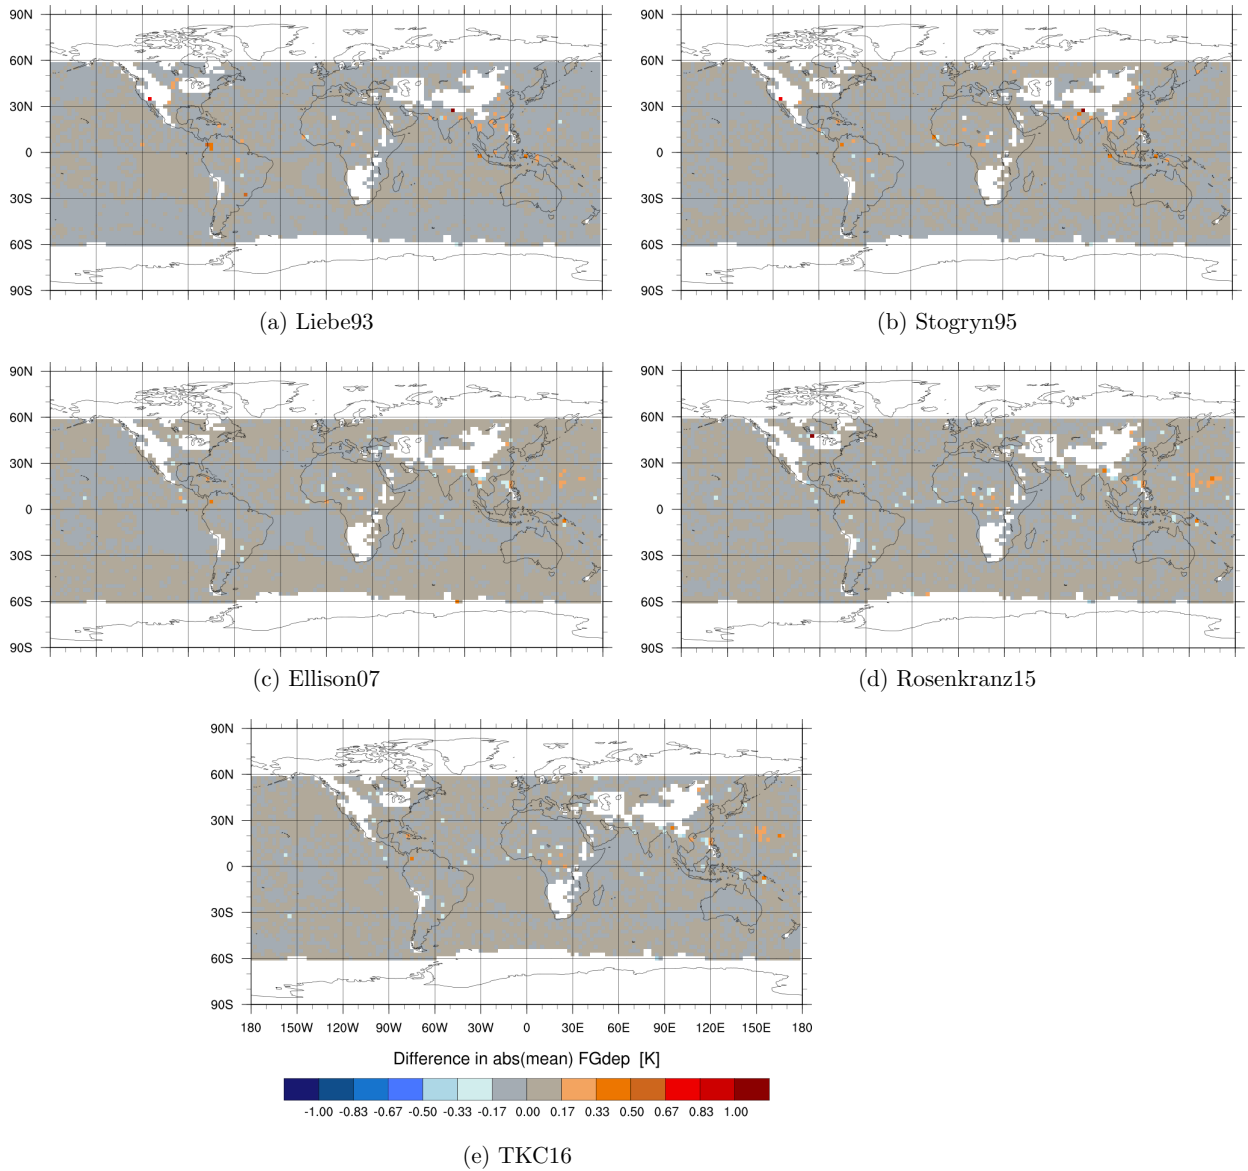 90N
60N
30N
0
30S
60S
90S
(a) Liebe93
90N
60N
30N
0
30S
60S
90S
(b) Stogryn95
90N
60N
30N
0
30S
60S
90S
(c) Ellison07
90N
60N
30N
0
30S
60S
90S
(d) Rosenkranz15
90N
60N
30N
0
30S
60S
90S
180 150W 120W 90W 60W 30W 0 30E 60E 90E 120E 150E 180
Difference in abs(mean) FGdep [K]
-1.00 -0.83 -0.67 -0.50 -0.33 -0.17 0.00 0.17 0.33 0.50 0.67 0.83 1.00
(e) TKC16